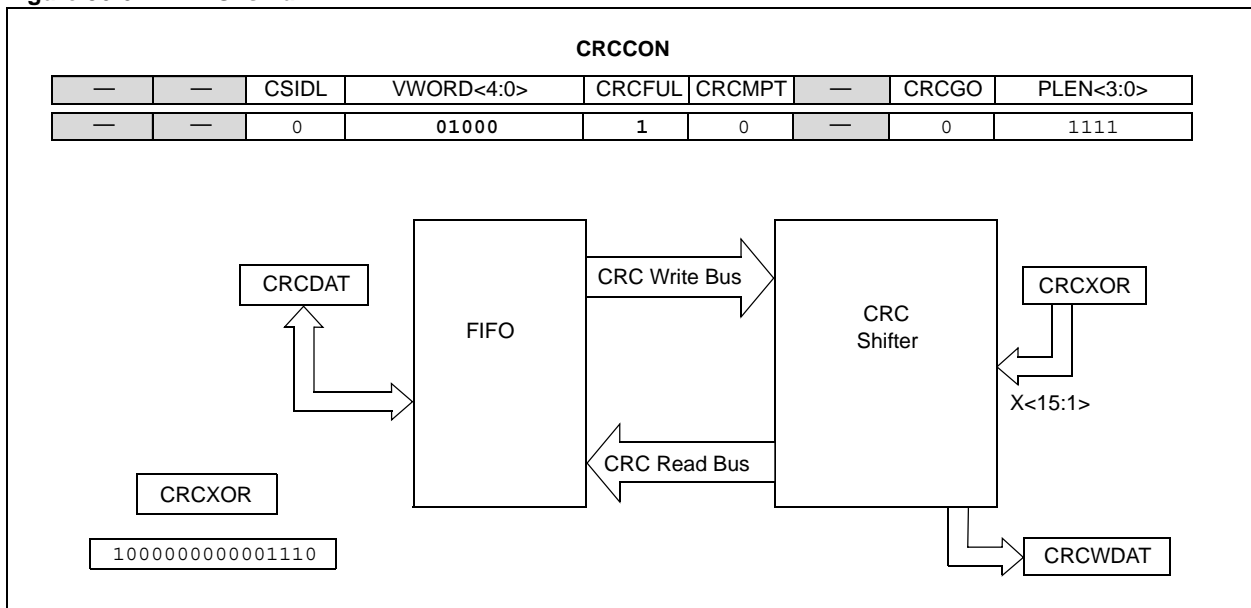 CRCCON
— — CSIDL VWORD<4:0> CRCFUL CRCMPT — CRCGO PLEN<3:0>
— — 0 01000 1 0 — 0 1111
CRCDAT
FIFO
CRC Write Bus
CRC
Shifter
CRCXOR
X<15:1>
CRC Read Bus
CRCXOR
1000000000001110
CRCWDAT